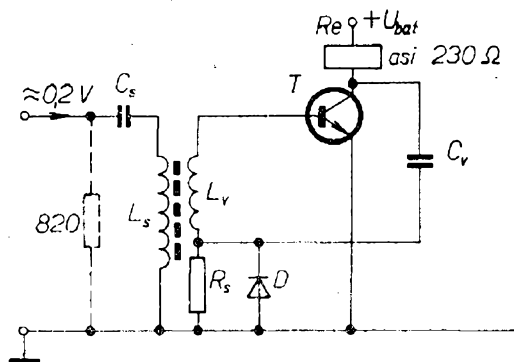 Re +U_bat
asi 230 Ω
T
C_s
≈0,2 V
C_v
L_s
L_v
820
R_s
D